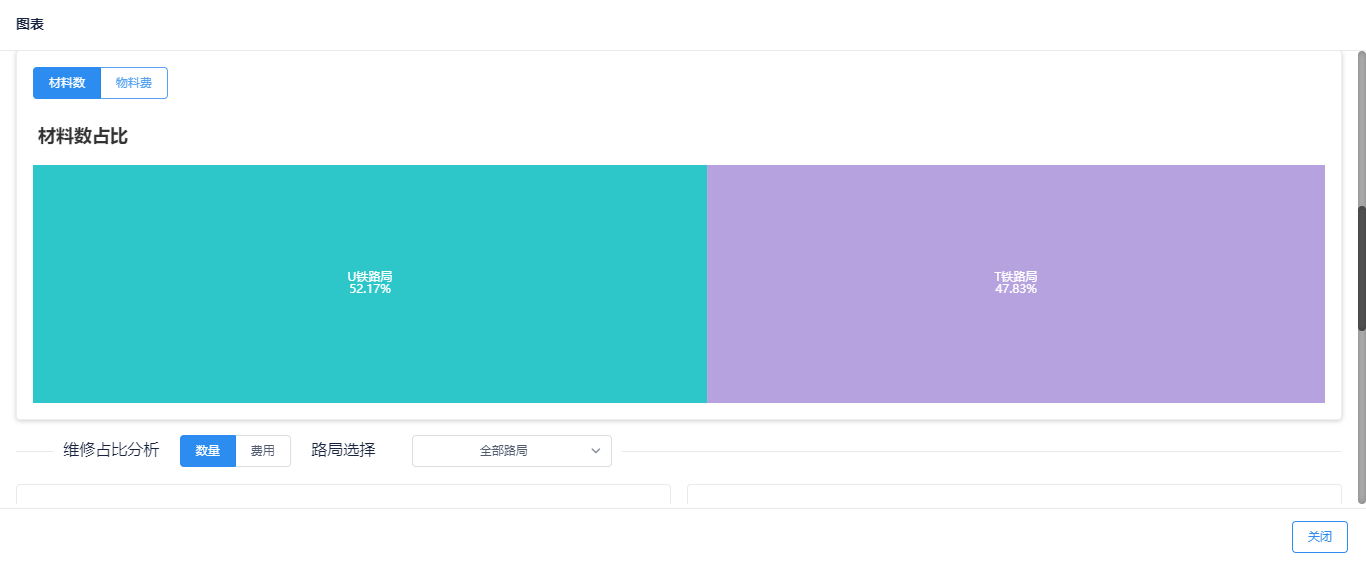 图表
材料数 物料费
材料数占比
U铁路局
52.17%
T铁路局
47.83%
维修占比分析 数量 费用 路局选择 全部路局
关闭